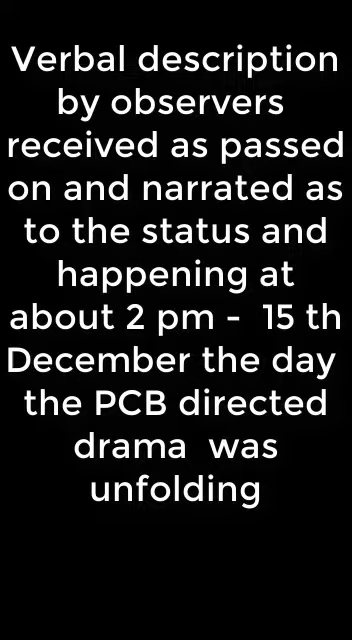 Verbal description
by observers
received as passed
on and narrated as
to the status and
happening at
about 2 pm - 15 th
December the day
the PCB directed
drama was
unfolding